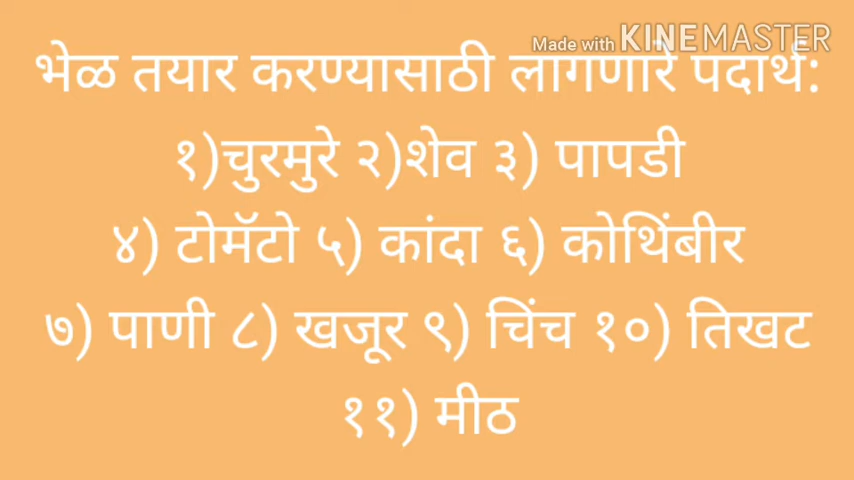 Made with KINEMASTER
भेळ तयार करण्यासाठी लागणारे पदार्थ:
१)चुरमुरे २)शेव ३) पापडी
४) टोमॅटो ५) कांदा ६) कोथिंबीर
७) पाणी ८) खजूर ९) चिंच १०) तिखट
११) मीठ